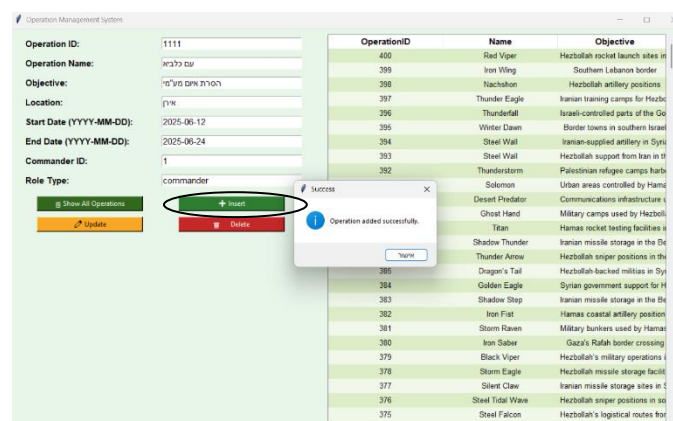 Operation Management System
Operation ID: 1111
Operation Name: עם כלביא
Objective: הסרת איום מע"מי
Location: אירן
Start Date (YYYY-MM-DD): 2025-06-12
End Date (YYYY-MM-DD): 2025-06-24
Commander ID: 1
Role Type: commander
Show All Operations
Insert
Update
Delete
Success
Operation added successfully.
אישור
OperationID Name Objective
400 Red Viper Hezbollah rocket launch sites in
399 Iron Wing Southern Lebanon border
398 Nachshon Hezbollah artillery positions
397 Thunder Eagle Iranian training camps for Hezbo
396 Thunderfall Israeli-controlled parts of the Go
395 Winter Dawn Border towns in southern Israel
394 Steel Wall Iranian-supplied artillery in Syria
393 Steel Wall Hezbollah support from Iran in th
392 Thunderstorm Palestinian refugee camps harb
Solomon Urban areas controlled by Hama
Desert Predator Communications infrastructure u
Ghost Hand Military camps used by Hezboll
Titan Hamas rocket testing facilities i
Shadow Thunder Iranian missile storage in the Be
Thunder Arrow Hezbollah sniper positions in the
385 Dragon's Tail Hezbollah-backed militias in Syr
384 Golden Eagle Syrian government support for H
383 Shadow Step Iranian missile storage in the Be
382 Iron Fist Hamas coastal artillery position
381 Storm Raven Military bunkers used by Hamas
380 Iron Saber Gaza's Rafah border crossing
379 Black Viper Hezbollah's military operations i
378 Storm Eagle Hezbollah missile storage facilit
377 Silent Claw Iranian missile storage sites in S
376 Steel Tidal Wave Hezbollah sniper positions in so
375 Steel Falcon Hezbollah's logistical routes from